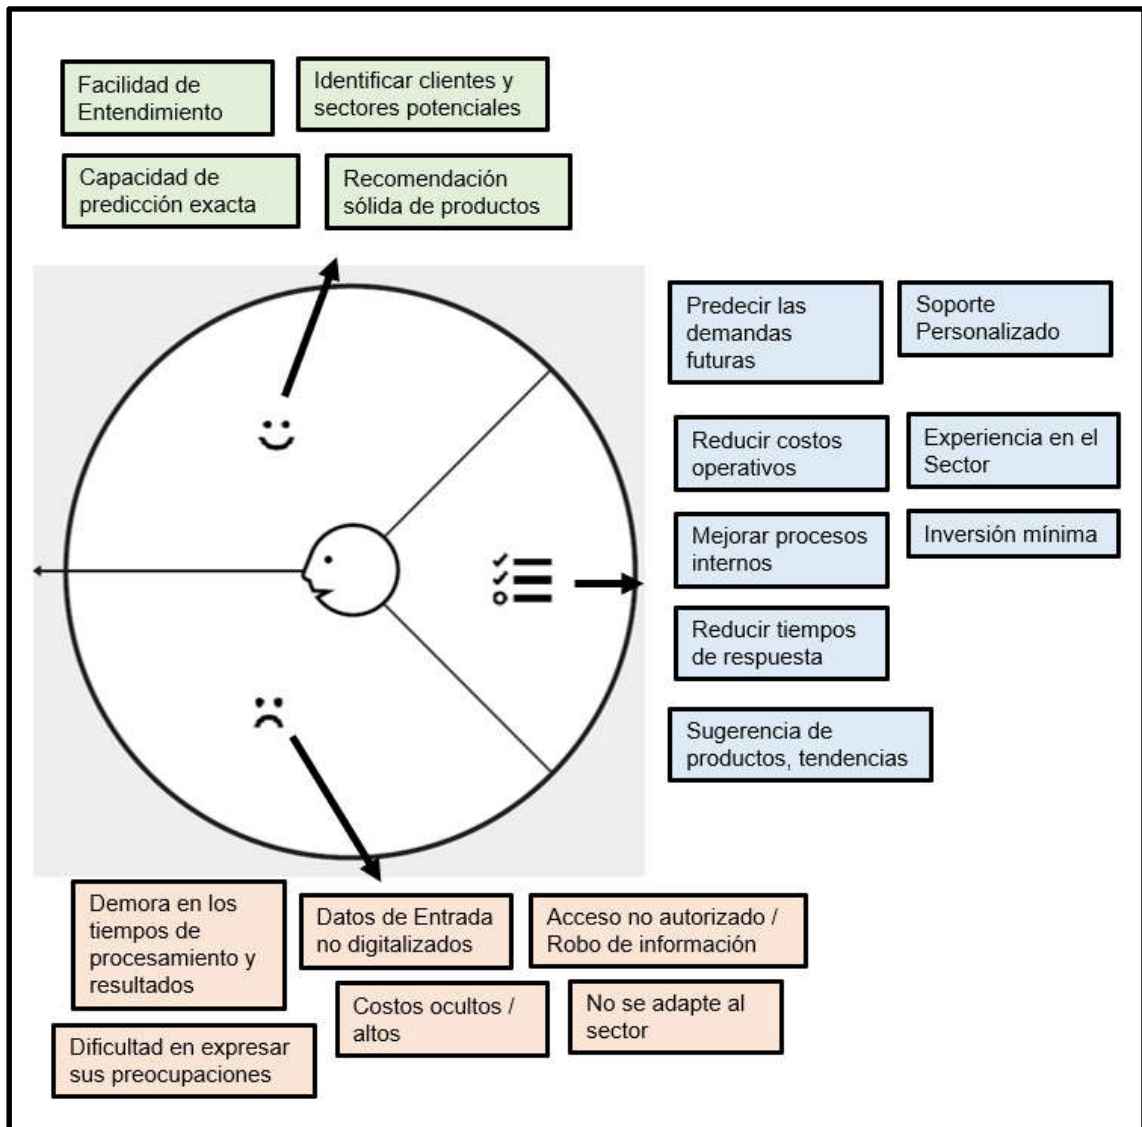 Facilidad de
Entendimiento
Identificar clientes y
sectores potenciales
Capacidad de
predicción exacta
Recomendación
sólida de productos
Predecir las
demandas
futuras
Soporte
Personalizado
Reducir costos
operativos
Experiencia en el
Sector
Mejorar procesos
internos
Inversión mínima
Reducir tiempos
de respuesta
Sugerencia de
productos, tendencias
Demora en los
tiempos de
procesamiento y
resultados
Datos de Entrada
no digitalizados
Acceso no autorizado /
Robo de información
Costos ocultos /
altos
No se adapte al
sector
Dificultad en expresar
sus preocupaciones